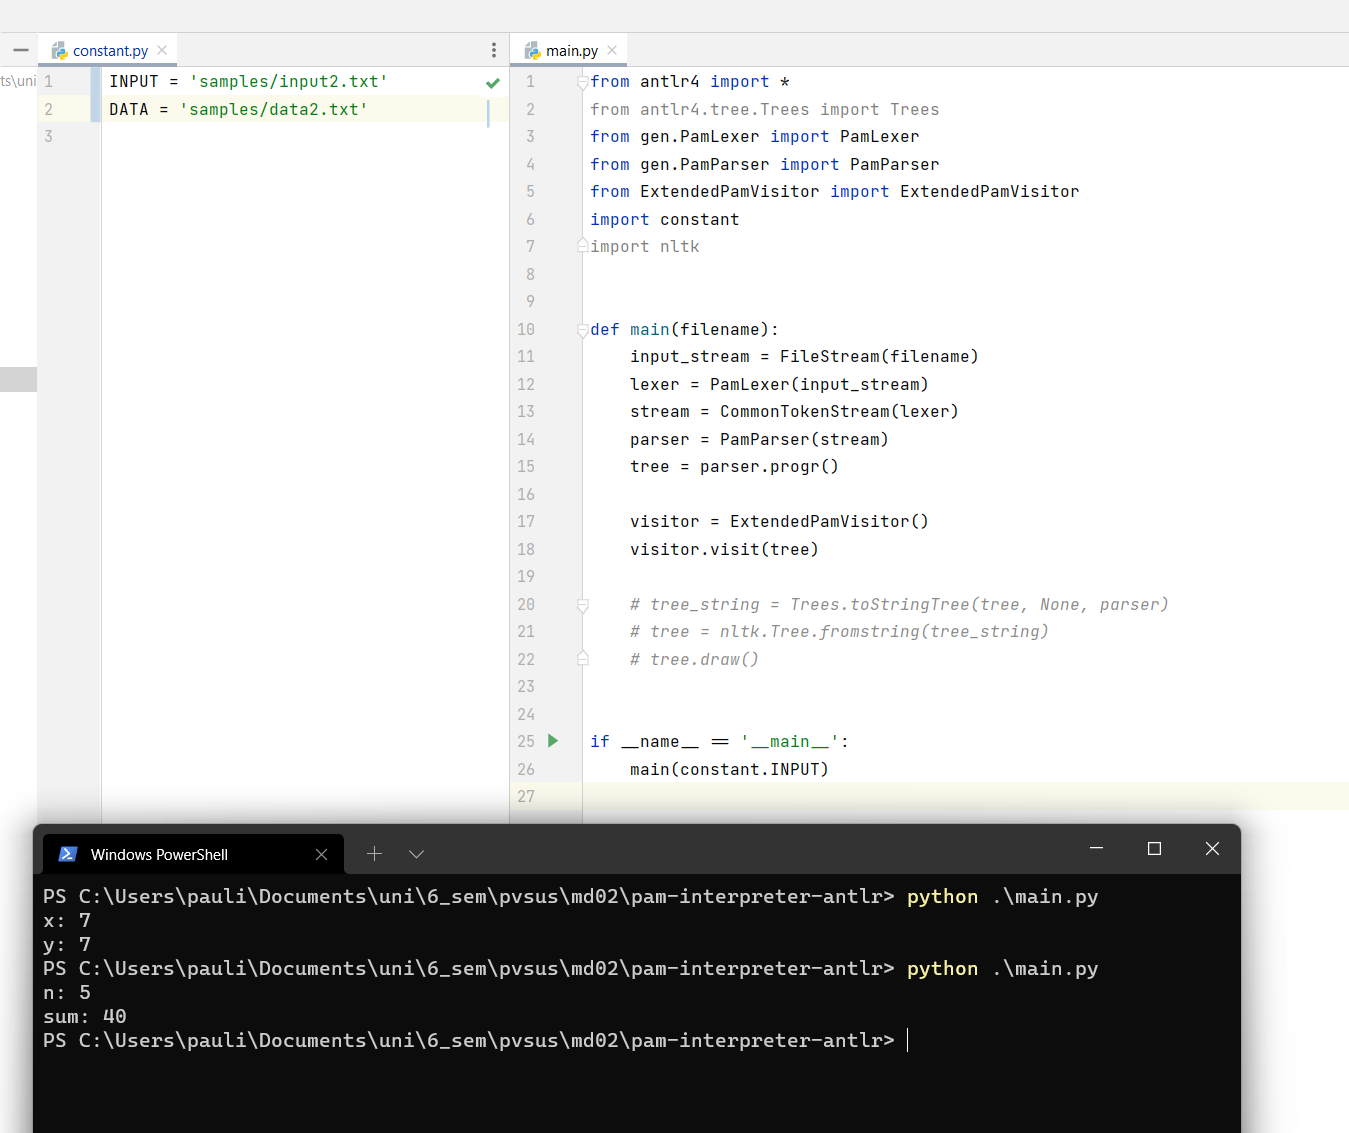 constant.py
main.py
ts\uni
1 INPUT = 'samples/input2.txt'
2 DATA = 'samples/data2.txt'
3
1 from antlr4 import *
2 from antlr4.tree.Trees import Trees
3 from gen.PamLexer import PamLexer
4 from gen.PamParser import PamParser
5 from ExtendedPamVisitor import ExtendedPamVisitor
6 import constant
7 import nltk
8
9
10 def main(filename):
11     input_stream = FileStream(filename)
12     lexer = PamLexer(input_stream)
13     stream = CommonTokenStream(lexer)
14     parser = PamParser(stream)
15     tree = parser.progr()
16
17     visitor = ExtendedPamVisitor()
18     visitor.visit(tree)
19
20     # tree_string = Trees.toStringTree(tree, None, parser)
21     # tree = nltk.Tree.fromstring(tree_string)
22     # tree.draw()
23
24
25 if __name__ == '__main__':
26     main(constant.INPUT)
27
Windows PowerShell
PS C:\Users\pauli\Documents\uni\6_sem\pvsus\md02\pam-interpreter-antlr> python .\main.py
x: 7
y: 7
PS C:\Users\pauli\Documents\uni\6_sem\pvsus\md02\pam-interpreter-antlr> python .\main.py
n: 5
sum: 40
PS C:\Users\pauli\Documents\uni\6_sem\pvsus\md02\pam-interpreter-antlr>